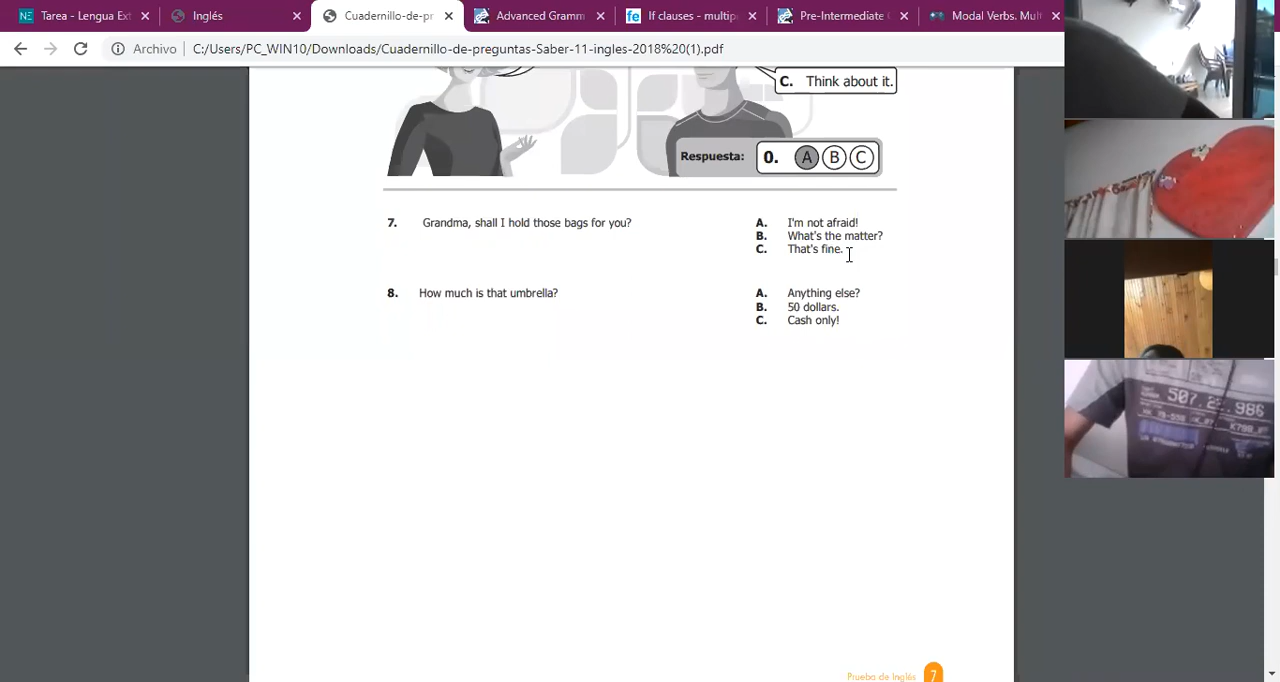 Tarea - Lengua Ext
Inglés
Cuadernillo-de-pr
Advanced Gramm
If clauses - multip
Pre-Intermediate
Modal Verbs. Mul
Archivo
C:/Users/PC_WIN10/Downloads/Cuadernillo-de-preguntas-Saber-11-ingles-2018%20(1).pdf
C. Think about it.
Respuesta: 0. A B C
7. Grandma, shall I hold those bags for you?
A. I'm not afraid!
B. What's the matter?
C. That's fine.
8. How much is that umbrella?
A. Anything else?
B. 50 dollars.
C. Cash only!
Prueba de Inglés 7